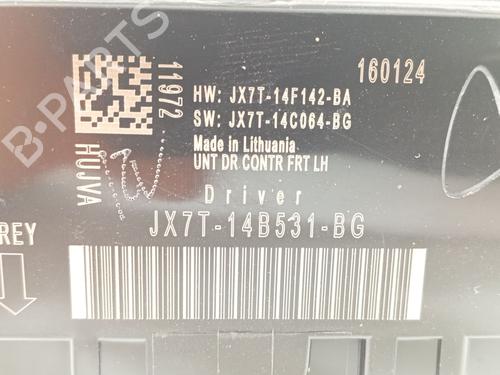 160124
11972
HW: JX7T-14F142-BA
SW: JX7T-14C064-BG
Made in Lithuania
UNT DR CONTR FRT LH
HUJVA
Driver
JX7T-14B531-BG
REY
B-PARTS